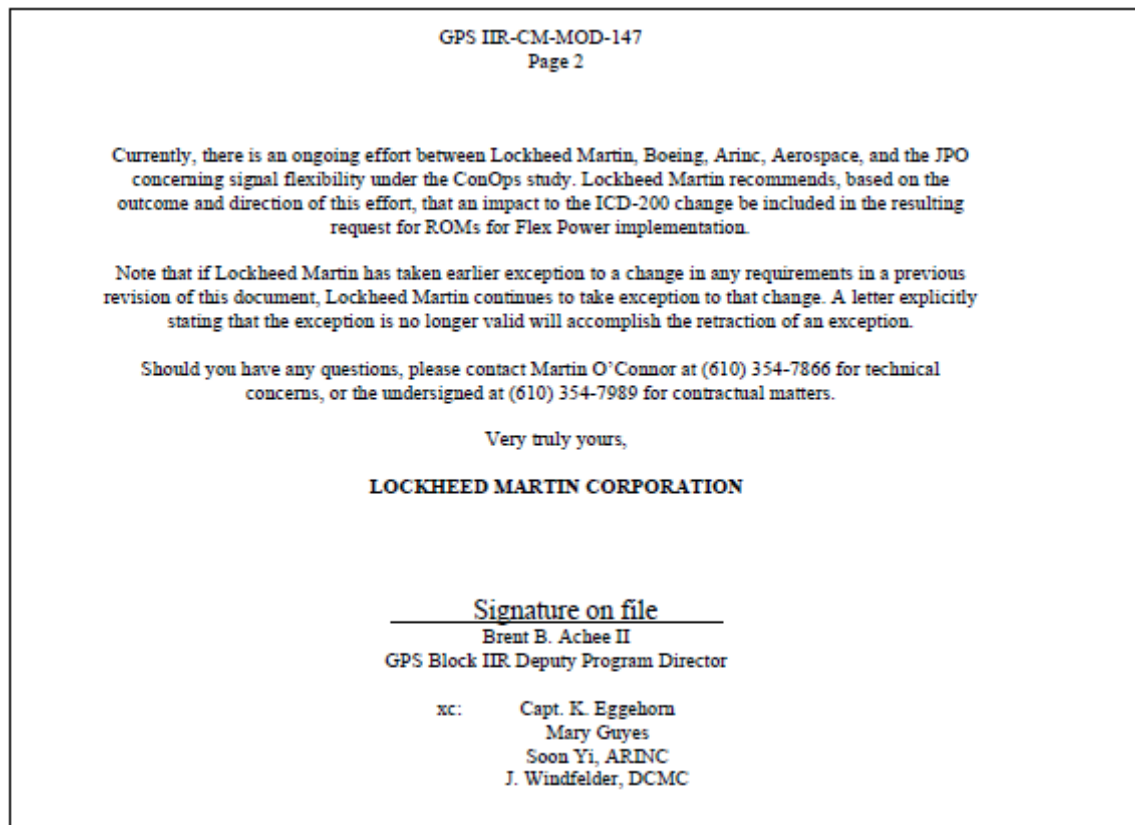 GPS IIR-CM-MOD-147
Page 2
Currently, there is an ongoing effort between Lockheed Martin, Boeing, Arinc, Aerospace, and the JPO
concerning signal flexibility under the ConOps study. Lockheed Martin recommends, based on the
outcome and direction of this effort, that an impact to the ICD-200 change be included in the resulting
request for ROMs for Flex Power implementation.
Note that if Lockheed Martin has taken earlier exception to a change in any requirements in a previous
revision of this document, Lockheed Martin continues to take exception to that change. A letter explicitly
stating that the exception is no longer valid will accomplish the retraction of an exception.
Should you have any questions, please contact Martin O’Connor at (610) 354-7866 for technical
concerns, or the undersigned at (610) 354-7989 for contractual matters.
Very truly yours,
LOCKHEED MARTIN CORPORATION
Signature on file
Brent B. Achee II
GPS Block IIR Deputy Program Director
xc: Capt. K. Eggehorn
Mary Guyes
Soon Yi, ARINC
J. Windfelder, DCMC